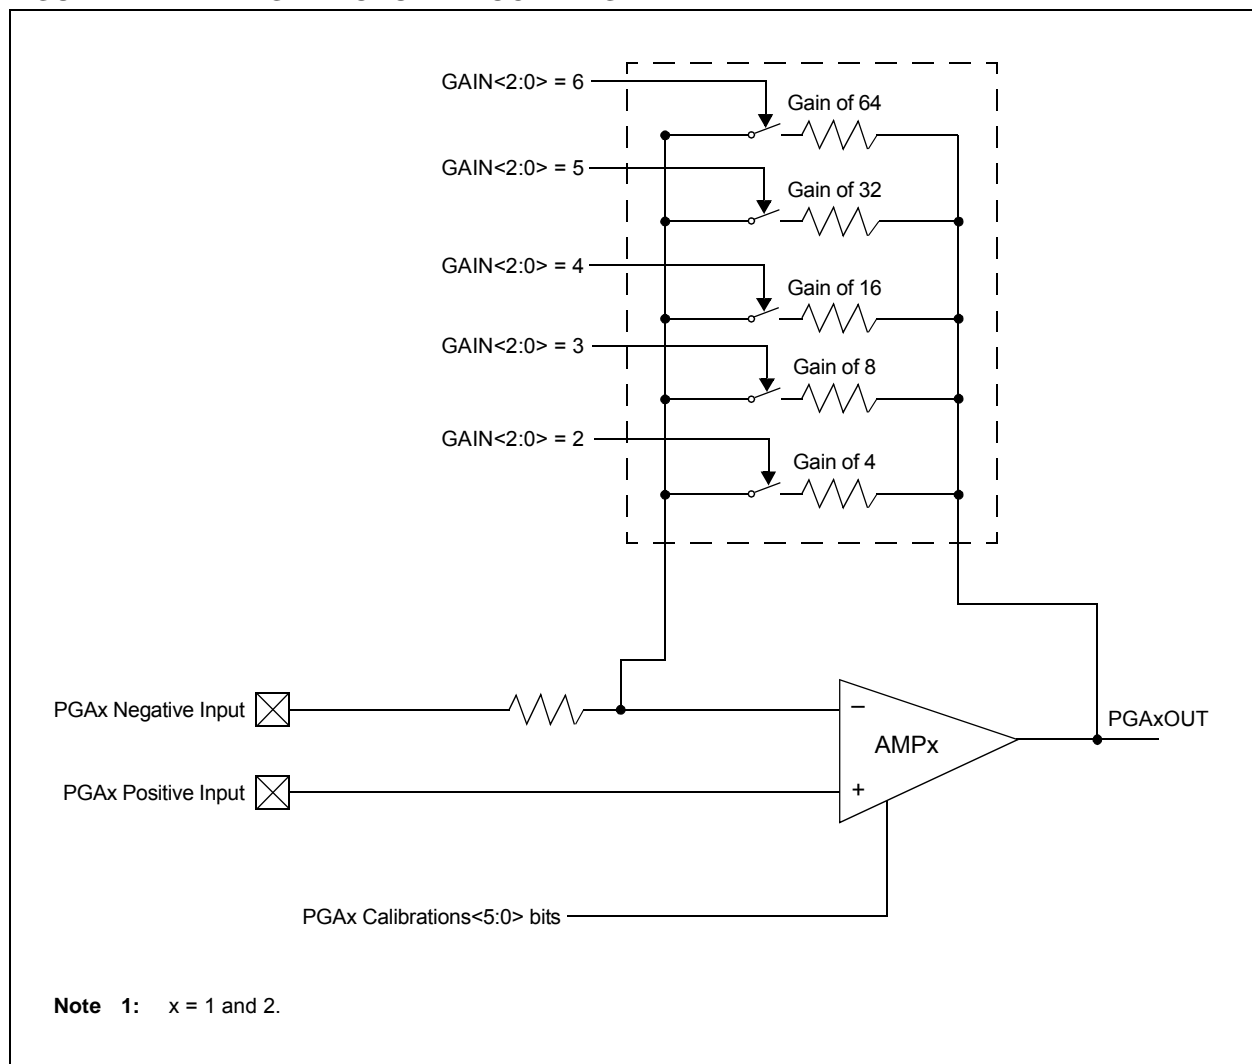 GAIN<2:0> = 6
Gain of 64
GAIN<2:0> = 5
Gain of 32
GAIN<2:0> = 4
Gain of 16
GAIN<2:0> = 3
Gain of 8
GAIN<2:0> = 2
Gain of 4
PGAx Negative Input
–
PGAxOUT
AMPx
PGAx Positive Input
+
PGAx Calibrations<5:0> bits
Note 1: x = 1 and 2.